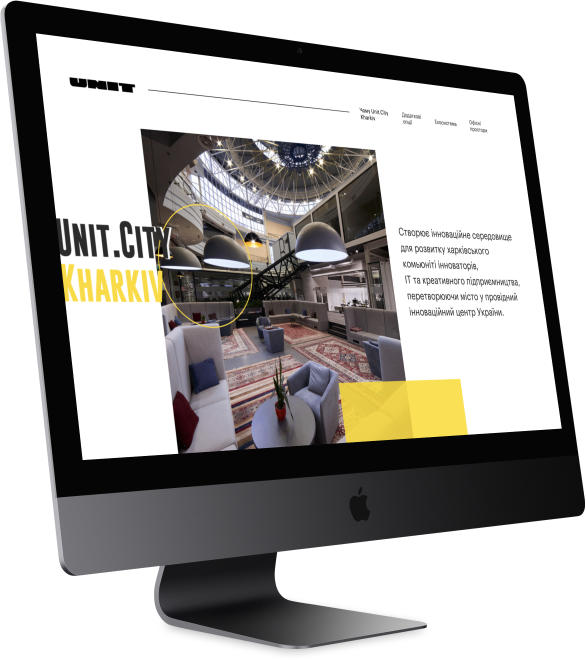 UNIT
Чому Unit.City
Kharkiv
Додаткові
опції
Екосистема
Офісні
простори
UNIT.CITY
KHARKIV
Створює інноваційне середовище
для розвитку харківського
комьюніті інноваторів,
ІТ та креативного підприємництва,
перетворюючи місто у провідний
інноваційний центр України.